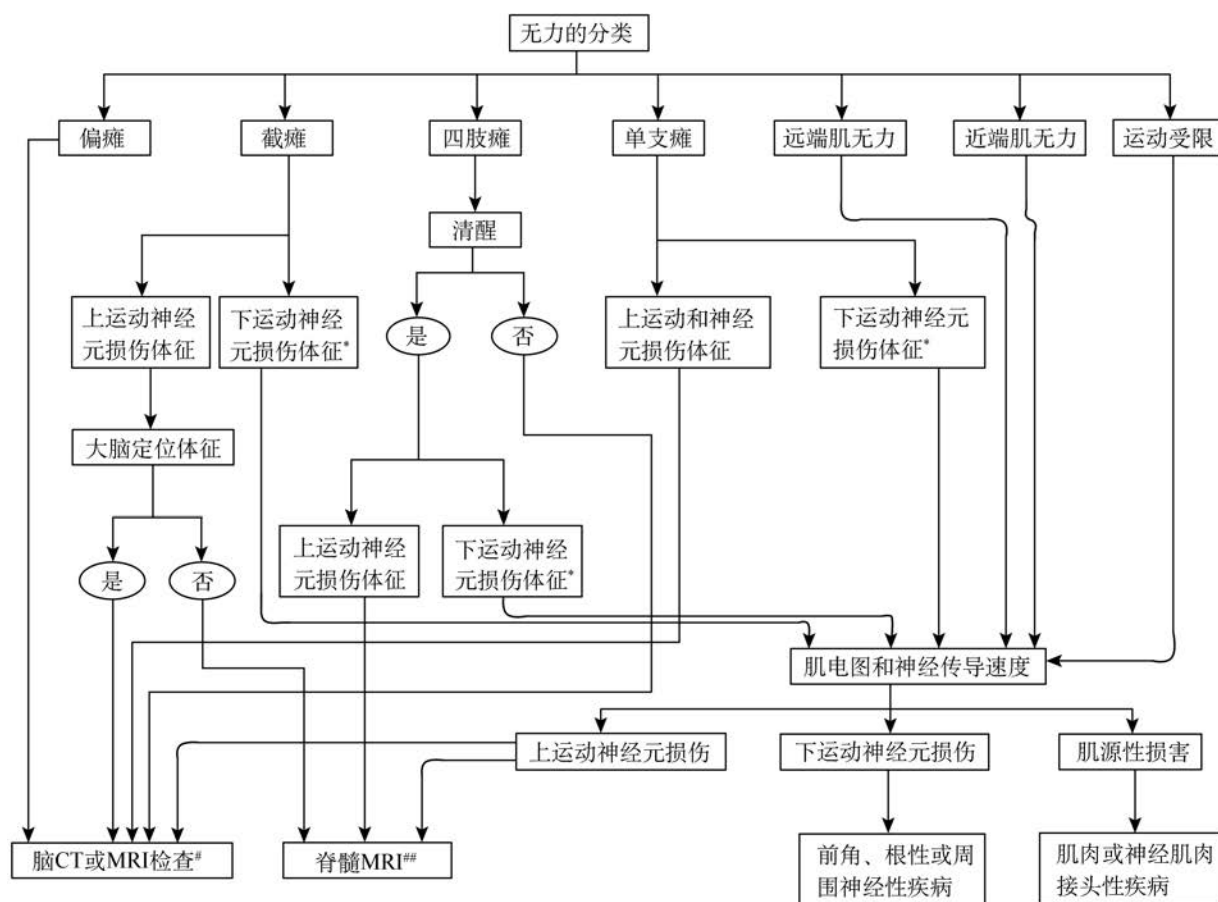 无力的分类
偏瘫
截瘫
四肢瘫
单支瘫
远端肌无力
近端肌无力
运动受限
清醒
上运动神经
元损伤体征
下运动神经
元损伤体征*
是
否
上运动和神经
元损伤体征
下运动神经元
损伤体征*
大脑定位体征
上运动神经
元损伤体征
下运动神经
元损伤体征*
是
否
肌电图和神经传导速度
上运动神经元损伤
下运动神经元损伤
肌源性损害
脑CT或MRI检查#
脊髓MRI##
前角、根性或周
围神经性疾病
肌肉或神经肌肉
接头性疾病